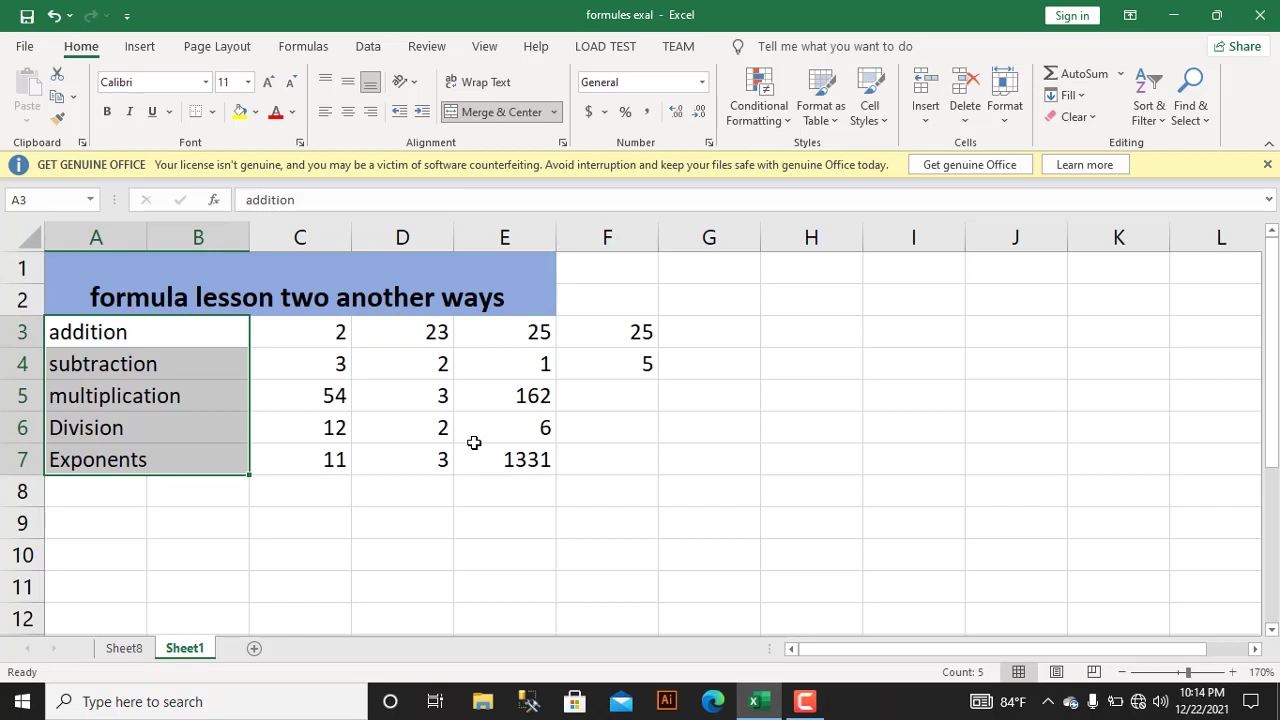 formules exal - Excel
Sign in
File Home Insert Page Layout Formulas Data Review View Help LOAD TEST TEAM Tell me what you want to do Share
Paste
Calibri 11
B I U
A A
Wrap Text
Merge & Center
General
$ % 9
Conditional Formatting
Format as Table
Cell Styles
Insert
Delete
Format
AutoSum
Fill
Clear
Sort & Filter
Find & Select
Clipboard Font Alignment Number Styles Cells Editing
GET GENUINE OFFICE Your license isn't genuine, and you may be a victim of software counterfeiting. Avoid interruption and keep your files safe with genuine Office today. Get genuine Office Learn more
A3 fx addition
A B C D E F G H I J K L
1
2 formula lesson two another ways
3 addition 2 23 25 25
4 subtraction 3 2 1 5
5 multiplication 54 3 162
6 Division 12 2 6
7 Exponents 11 3 1331
8
9
10
11
12
Sheet8 Sheet1
Ready Count: 5 170%
Type here to search Ai 84°F 10:14 PM
12/22/2021